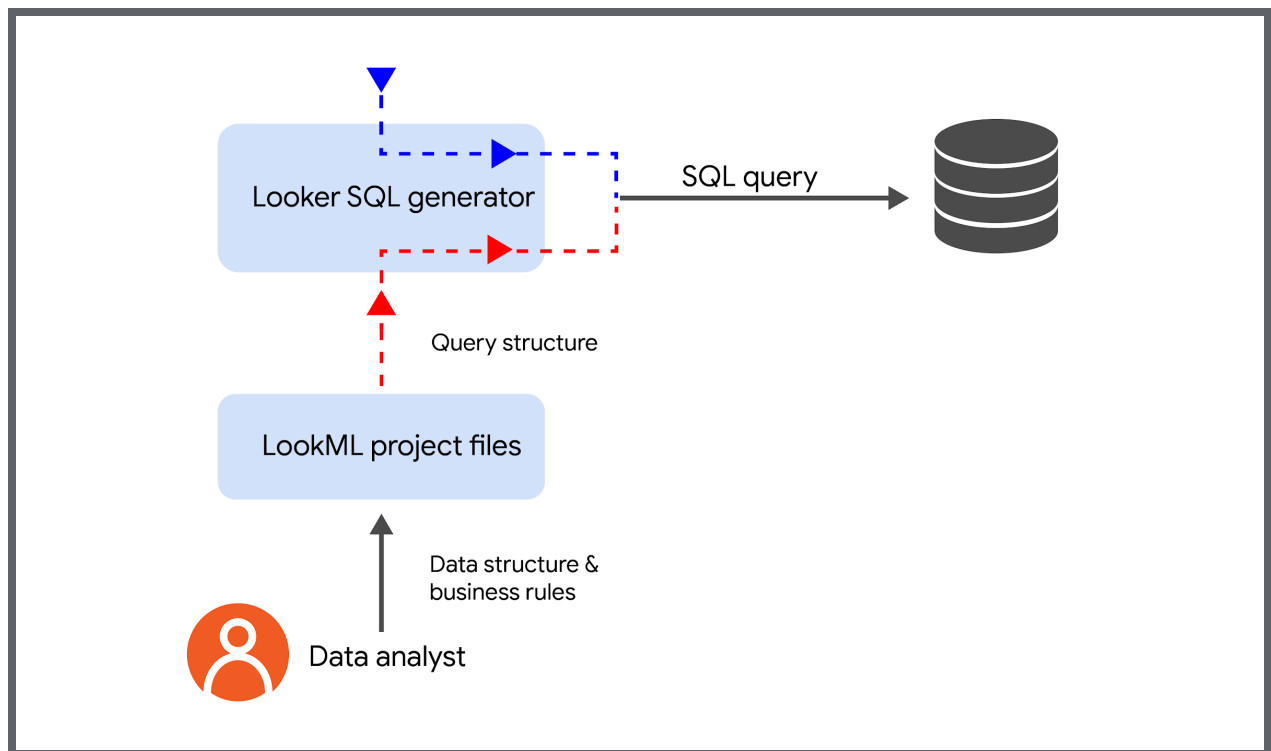 SQL query
Looker SQL generator
Query structure
LookML project files
Data structure &
business rules
Data analyst